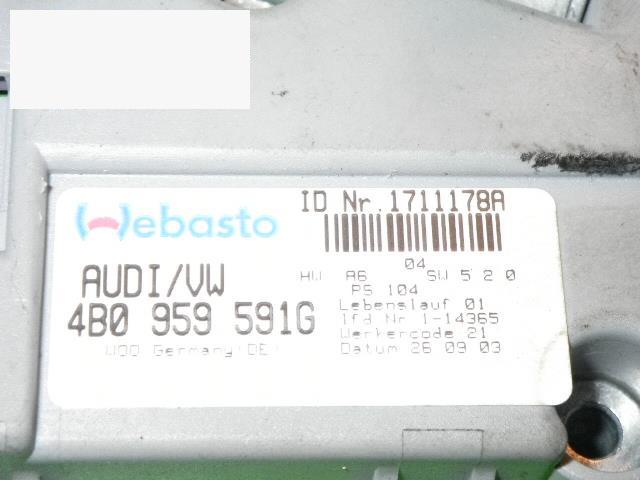 Webasto
ID Nr. 1711178A
04
HW A6 SW 5 2 0
PS 104
AUDI/VW
Lebenslauf 01
4B0 959 591G
lfd Nr 1-14365
Werkercode 21
Germany (DE)
Datum 26 09 03